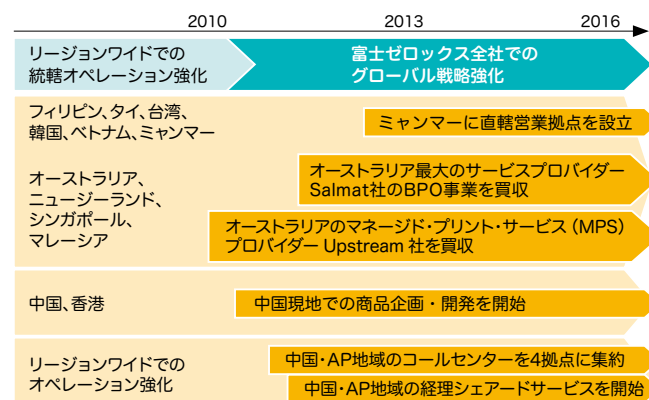 2010
2013
2016
リージョンワイドでの
統轄オペレーション強化
富士ゼロックス全社での
グローバル戦略強化
フィリピン、タイ、台湾、
韓国、ベトナム、ミャンマー
ミャンマーに直轄営業拠点を設立
オーストラリア、
ニュージーランド、
シンガポール、
マレーシア
オーストラリア最大のサービスプロバイダー
Salmat社のBPO事業を買収
オーストラリアのマネージド・プリント・サービス（MPS）
プロバイダー Upstream 社を買収
中国、香港
中国現地での商品企画・開発を開始
リージョンワイドでの
オペレーション強化
中国・AP地域のコールセンターを4拠点に集約
中国・AP地域の経理シェアードサービスを開始